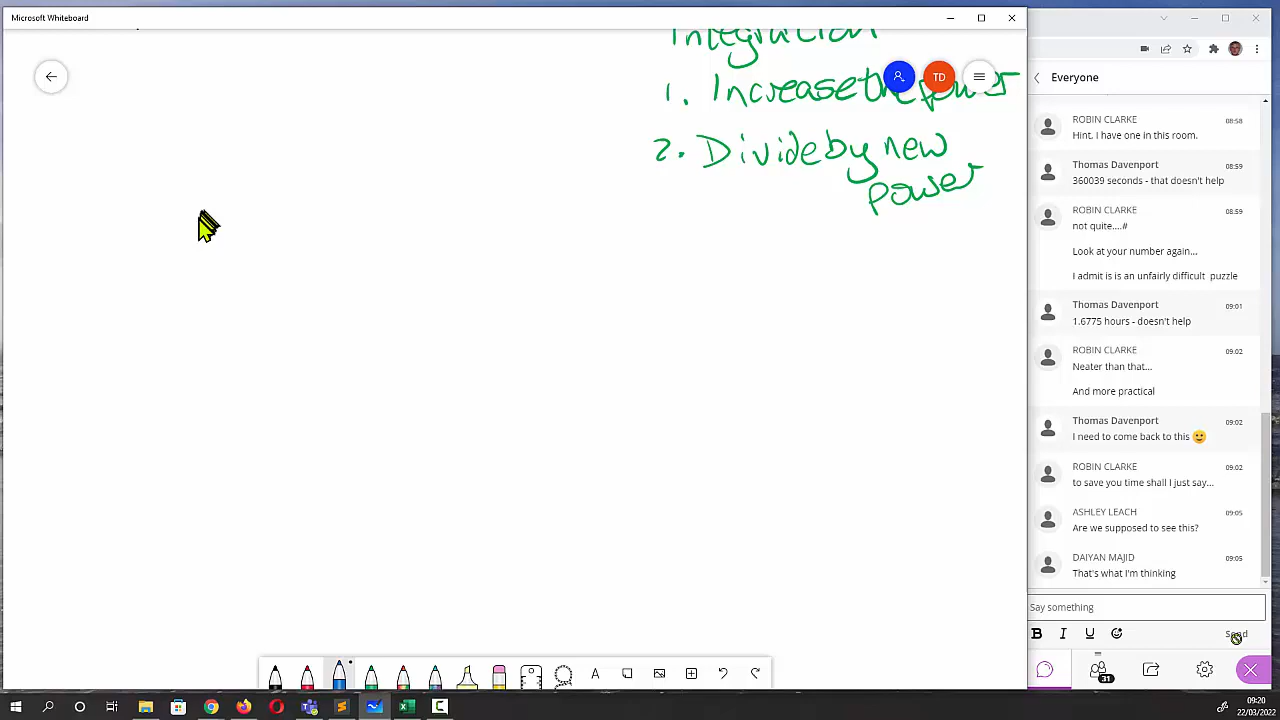 Microsoft Whiteboard
Integration
1. Increase the power
2. Divide by new
power
TD
Everyone
ROBIN CLARKE 08:58
Hint. I have one in this room.
Thomas Davenport 08:59
360039 seconds - that doesn't help
ROBIN CLARKE 08:59
not quite....#
Look at your number again...
I admit is is an unfairly difficult puzzle
Thomas Davenport 09:01
1.6775 hours - doesn't help
ROBIN CLARKE 09:02
Neater than that...
And more practical
Thomas Davenport 09:02
I need to come back to this
ROBIN CLARKE 09:02
to save you time shall I just say...
ASHLEY LEACH 09:05
Are we supposed to see this?
DAIYAN MAJID 09:05
That's what I'm thinking
Say something
B I U Send
31
A
09:20
22/03/2022